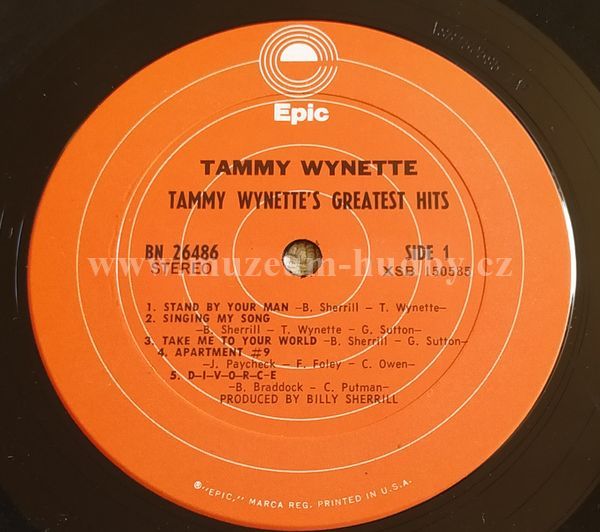 Epic
TAMMY WYNETTE
TAMMY WYNETTE'S GREATEST HITS
BN 26486 SIDE 1
STEREO XSB 150585
www.muzeum-hudby.cz
1. STAND BY YOUR MAN –B. Sherrill – T. Wynette–
2. SINGING MY SONG
–B. Sherrill – T. Wynette – G. Sutton–
3. TAKE ME TO YOUR WORLD –B. Sherrill – G. Sutton–
4. APARTMENT #9
–J. Paycheck – F. Foley – C. Owen–
5. D–I–V–O–R–C–E
–B. Braddock – C. Putman–
PRODUCED BY BILLY SHERRILL
®"EPIC," MARCA REG. PRINTED IN U.S.A.